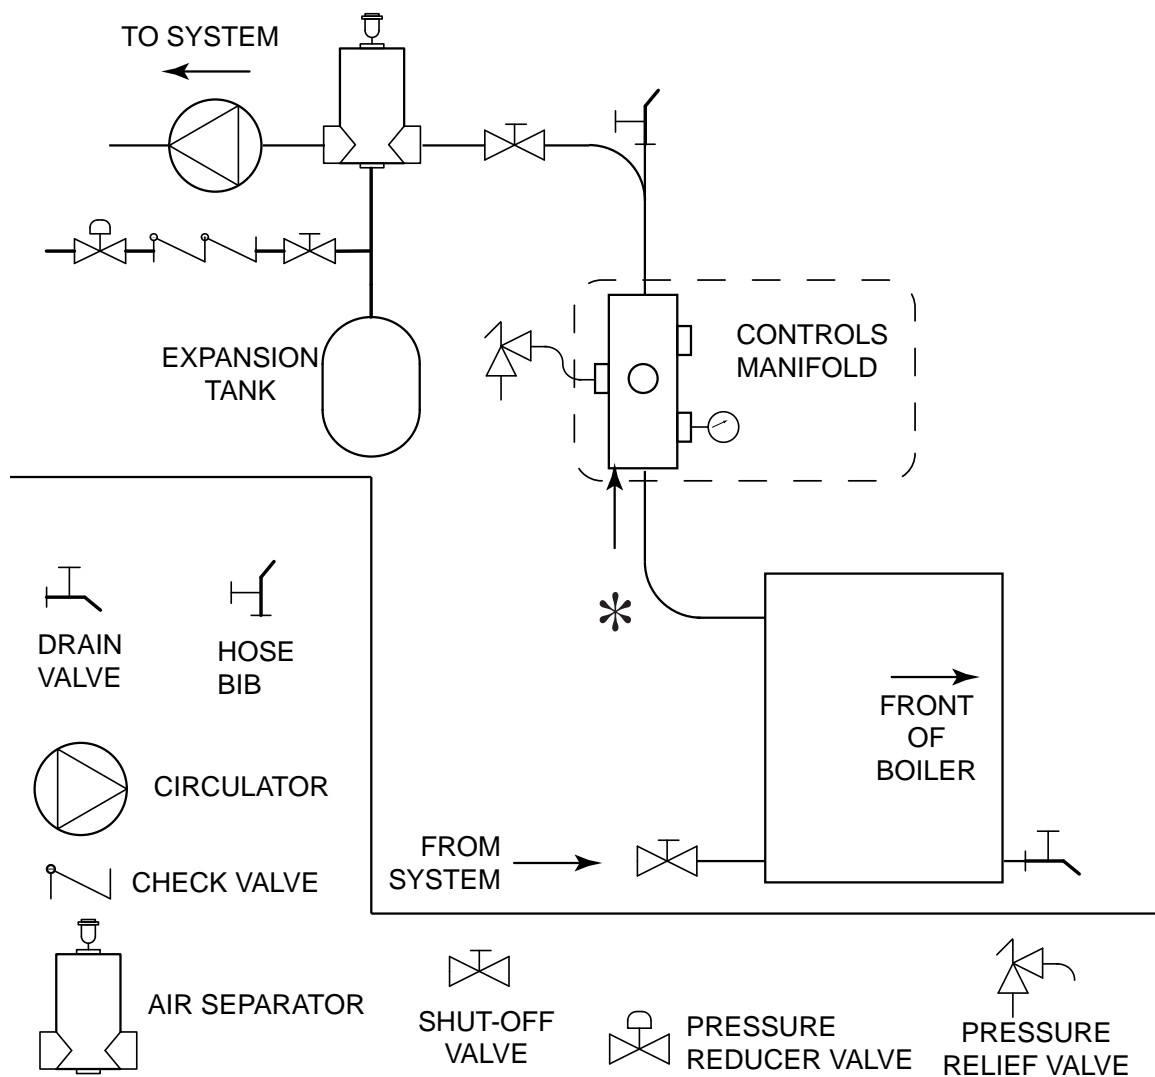 TO SYSTEM
EXPANSION
TANK
CONTROLS
MANIFOLD
*
FRONT
OF
BOILER
FROM
SYSTEM
DRAIN
VALVE
HOSE
BIB
CIRCULATOR
CHECK VALVE
AIR SEPARATOR
SHUT-OFF
VALVE
PRESSURE
REDUCER VALVE
PRESSURE
RELIEF VALVE